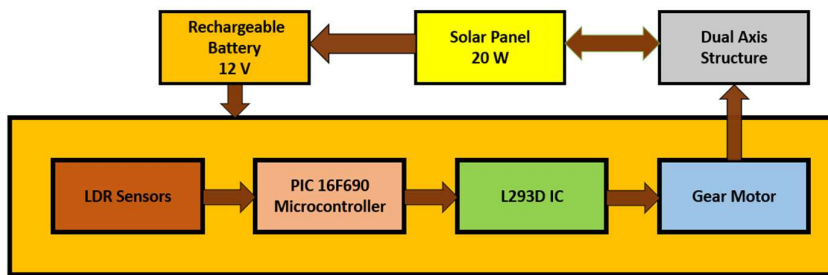 Rechargeable
Battery
12 V
Solar Panel
20 W
Dual Axis
Structure
LDR Sensors
PIC 16F690
Microcontroller
L293D IC
Gear Motor